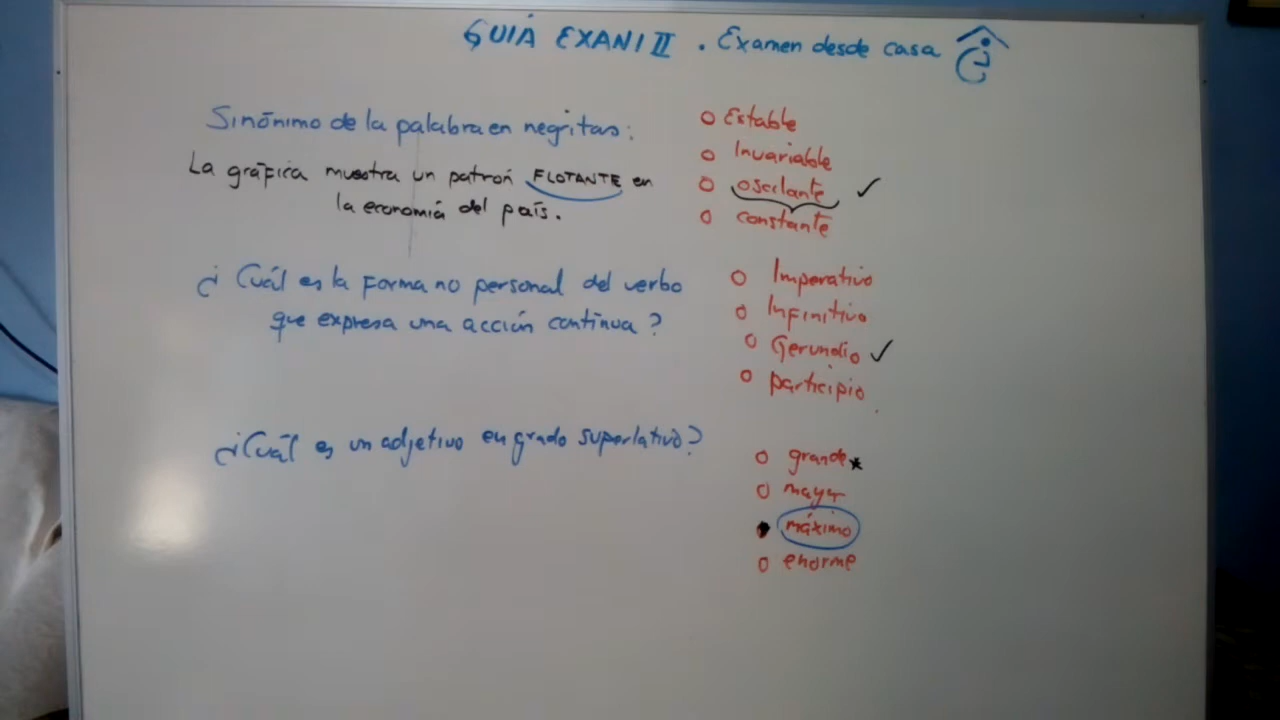 GUIA EXANI II . Examen desde casa
Sinónimo de la palabra en negritas:
La gráfica muestra un patrón FLOTANTE en
la economía del país.
o Estable
o Invariable
o oscilante ✓
o constante
¿Cuál es la forma no personal del verbo
que expresa una acción continua?
o Imperativo
o Infinitivo
o Gerundio ✓
o participio
¿Cuál es un adjetivo en grado superlativo?
o grande *
o mayor
máximo
o enorme